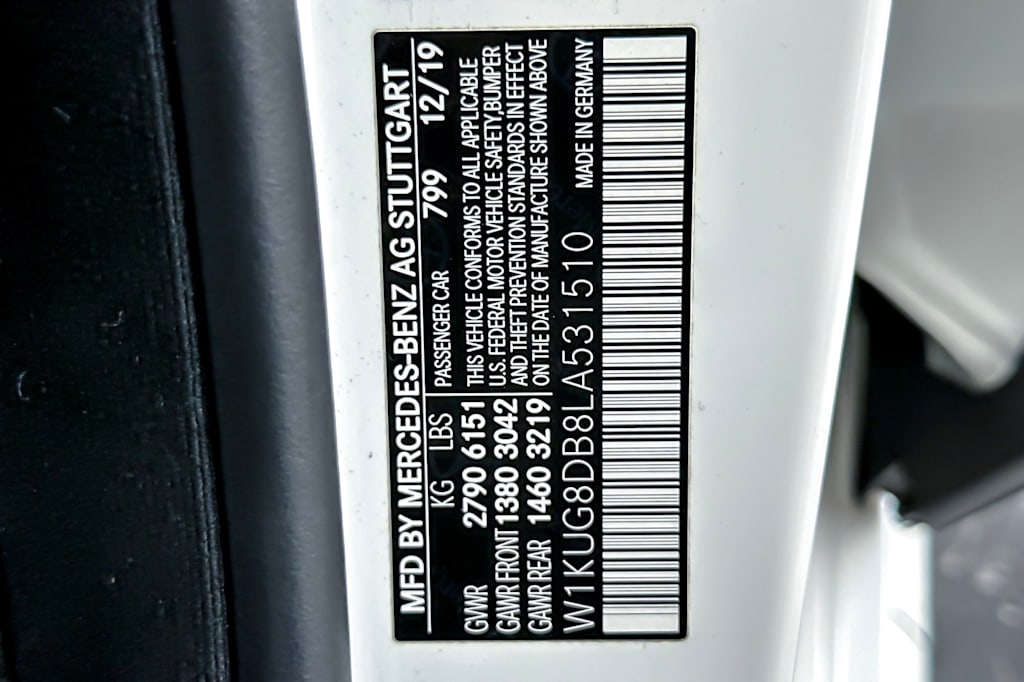 MFD BY MERCEDES-BENZ AG STUTTGART
KG LBS PASSENGER CAR 799 12/19
GWR 2790 6151 THIS VEHICLE CONFORMS TO ALL APPLICABLE
GAWR FRONT 1380 3042 U.S. FEDERAL MOTOR VEHICLE SAFETY, BUMPER
GAWR REAR 1460 3219 AND THEFT PREVENTION STANDARDS IN EFFECT
ON THE DATE OF MANUFACTURE SHOWN ABOVE
W1KUG8DB8LA531510 MADE IN GERMANY